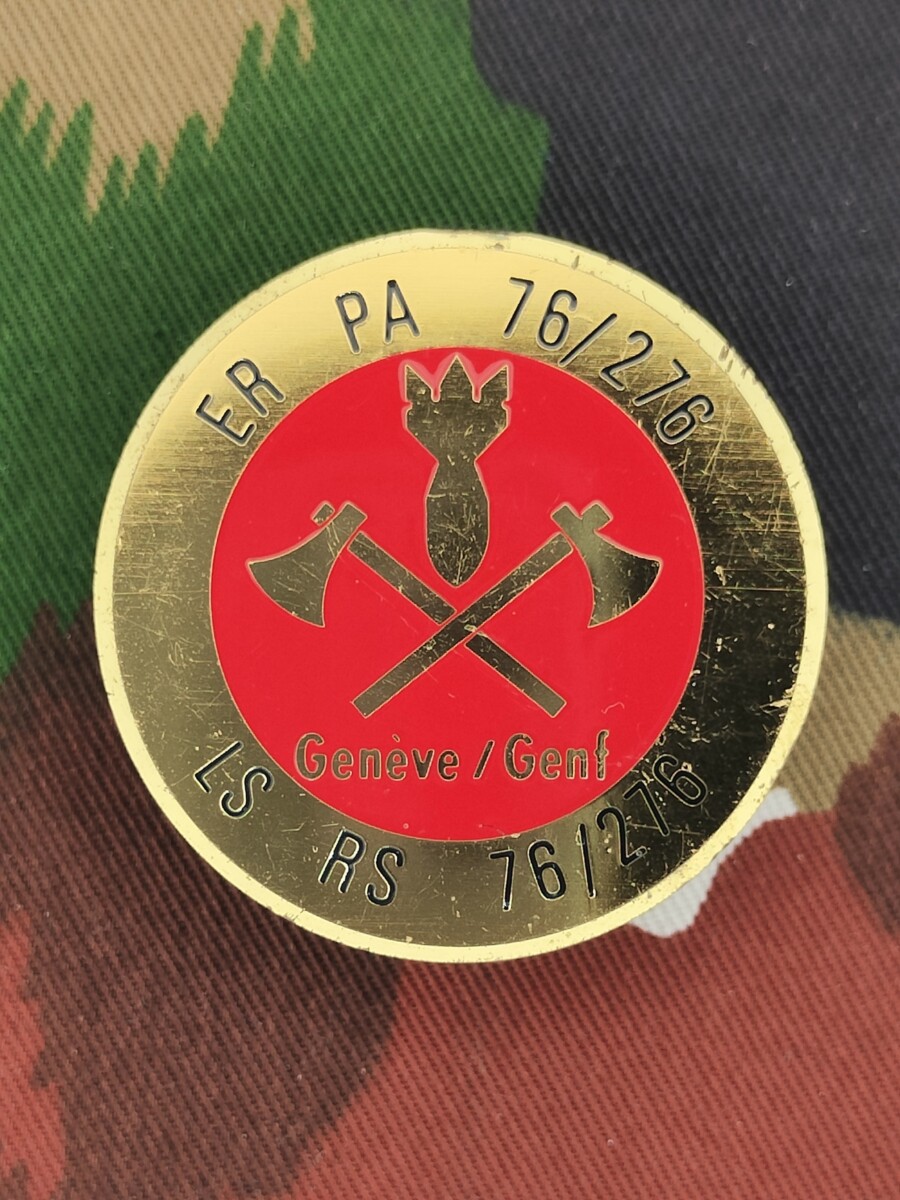 ER PA 76/276
Genève / Genf
LS RS 76/276